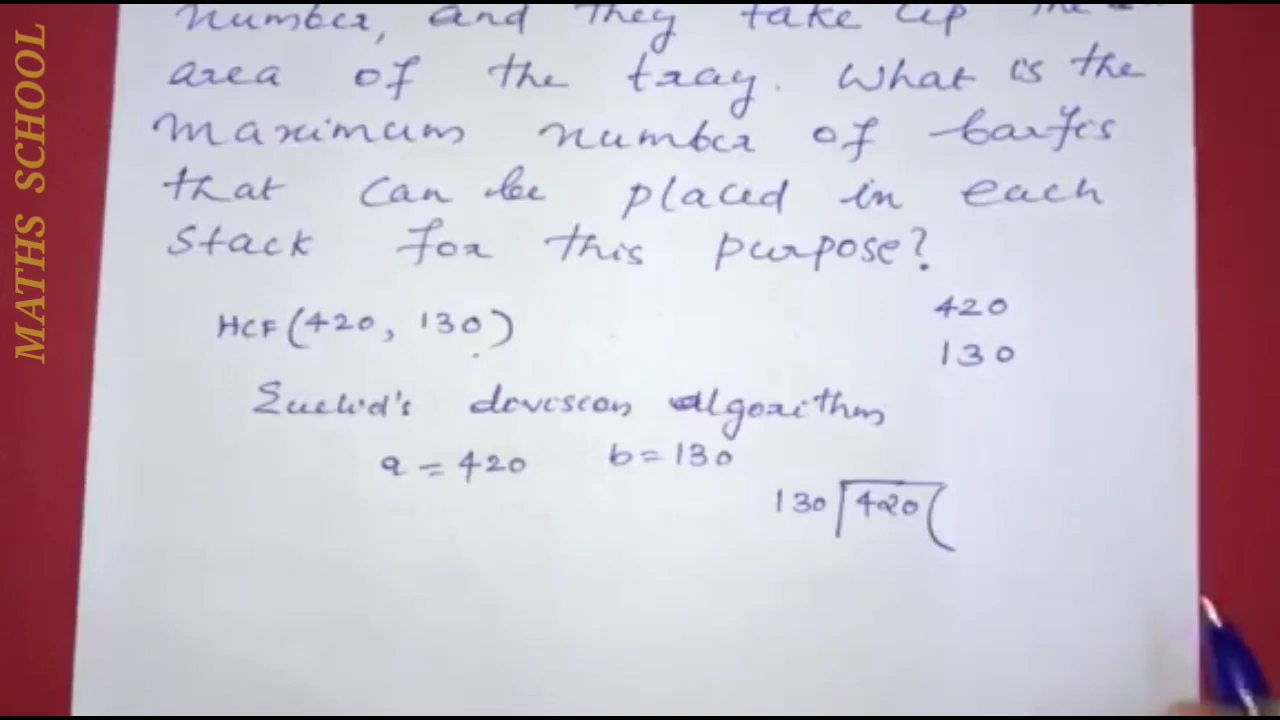 MATHS SCHOOL
number, and they take up the
area of the tray. What is the
maximum number of barfis
that can be placed in each
stack for this purpose?
HCF(420, 130)
420
130
Euclid's devision algorithm
a = 420 b = 130
130 420